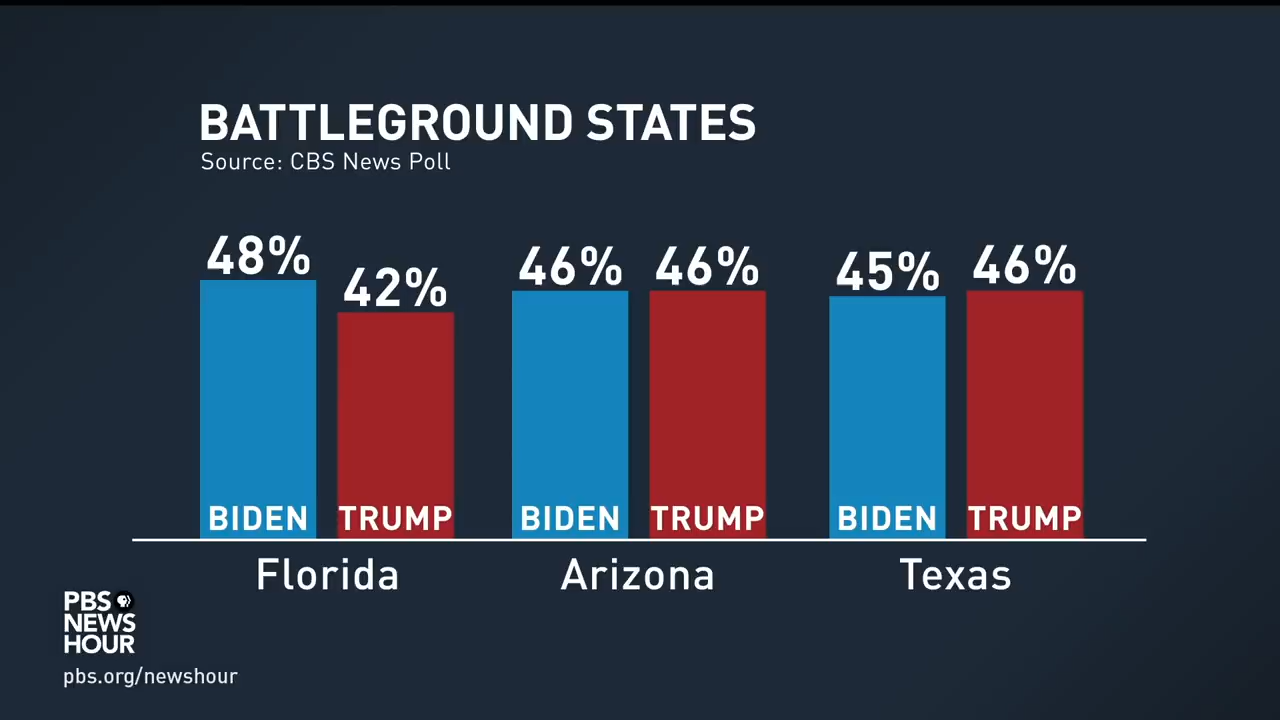 BATTLEGROUND STATES
Source: CBS News Poll
48% 42% 46% 46% 45% 46%
BIDEN TRUMP BIDEN TRUMP BIDEN TRUMP
Florida Arizona Texas
PBS
NEWS
HOUR
pbs.org/newshour